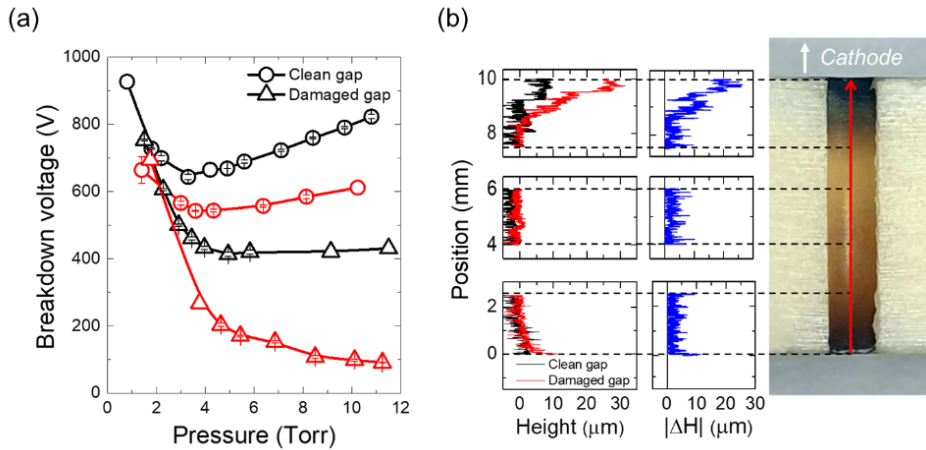 (a)
Breakdown voltage (V)
1000
800
600
400
200
0
Clean gap
Damaged gap
0 2 4 6 8 10 12
Pressure (Torr)
(b)
Position (mm)
10
8
6
4
2
0
Clean gap
Damaged gap
0 10 20 30
Height (μm)
0 10 20 30
|ΔH| (μm)
Cathode